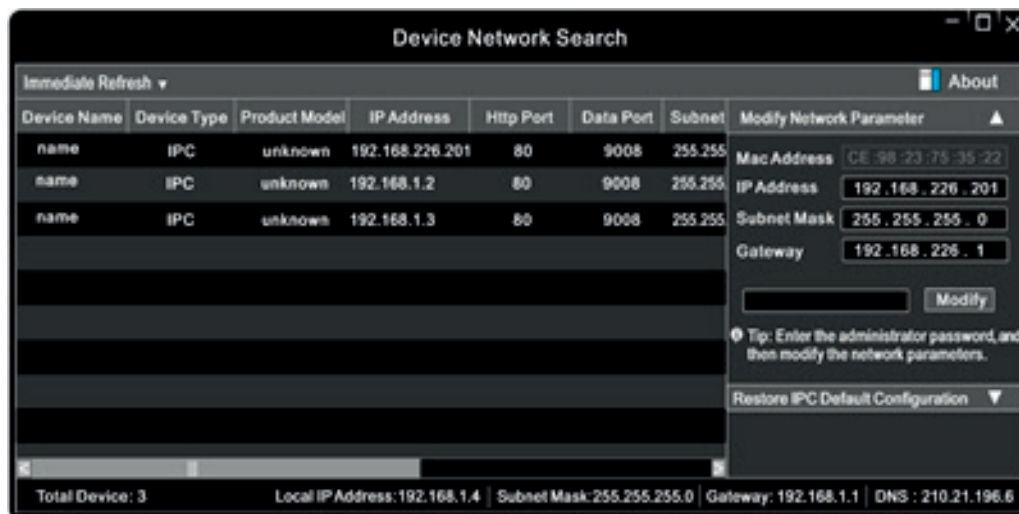 Device Network Search
Immediate Refresh
About
Device Name Device Type Product Model IP Address Http Port Data Port Subnet
name IPC unknown 192.168.226.201 80 9008 255.255
name IPC unknown 192.168.1.2 80 9008 255.255.
name IPC unknown 192.168.1.3 80 9008 255.255.
Modify Network Parameter
Mac Address CE:98:23:75:35:22
IP Address 192.168.226.201
Subnet Mask 255.255.255.0
Gateway 192.168.226.1
Modify
Tip: Enter the administrator password, and
then modify the network parameters.
Restore IPC Default Configuration
Total Device: 3 Local IP Address:192.168.1.4 Subnet Mask:255.255.255.0 Gateway: 192.168.1.1 DNS : 210.21.196.6